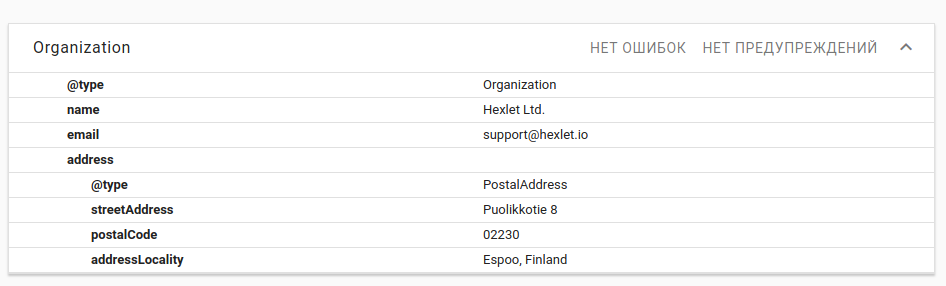 Organization НЕТ ОШИБОК НЕТ ПРЕДУПРЕЖДЕНИЙ
@type Organization
name Hexlet Ltd.
email support@hexlet.io
address
@type PostalAddress
streetAddress Puolikkotie 8
postalCode 02230
addressLocality Espoo, Finland